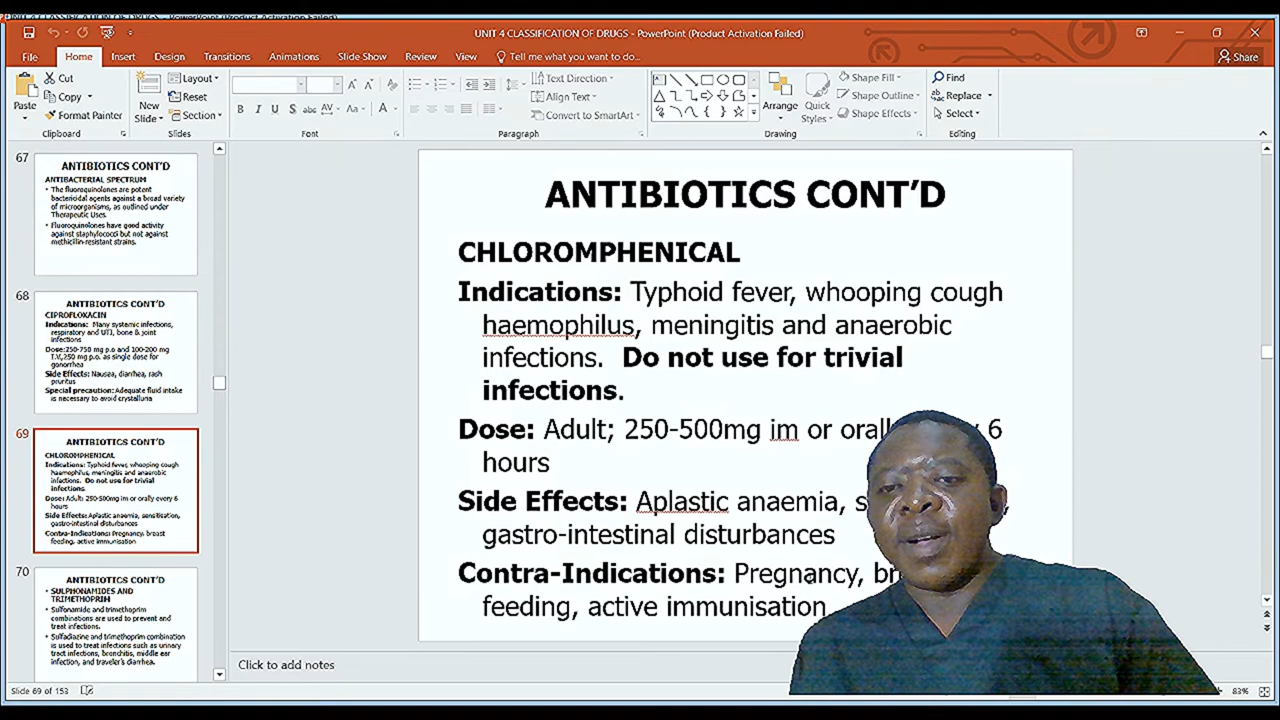 UNIT 4 CLASSIFICATION OF DRUGS - PowerPoint (Product Activation Failed)
File Home Insert Design Transitions Animations Slide Show Review View Tell me what you want to do... Share
Paste
Cut
Copy
Format Painter
Clipboard
New
Slide
Layout
Reset
Section
Slides
B I U S abc AV Aa A
Font
Text Direction
Align Text
Convert to SmartArt
Paragraph
Arrange
Quick
Styles
Shape Fill
Shape Outline
Shape Effects
Drawing
Find
Replace
Select
Editing
67
ANTIBIOTICS CONT'D
ANTIBACTERIAL SPECTRUM
• The fluoroquinolones are potent
bactericidal agents against a broad variety
of microorganisms, as outlined under
Therapeutic Uses.
• Fluoroquinolones have good activity
against staphylococci but not against
methicillin-resistant strains.
68
ANTIBIOTICS CONT'D
CIPROFLOXACIN
Indications: Many systemic infections,
respiratory and UTI, bone & joint
infections
Dose:250-750 mg p.o and 100-200 mg
I.V,250 mg p.o. as single dose for
gonorrhea
Side Effects: Nausea, diarrhea, rash
pruritus
Special precaution: Adequate fluid intake
is necessary to avoid crystalluria
69
ANTIBIOTICS CONT'D
CHLOROMPHENICAL
Indications: Typhoid fever, whooping cough
haemophilus, meningitis and anaerobic
infections. Do not use for trivial
infections.
Dose: Adult; 250-500mg im or orally every 6
hours
Side Effects: Aplastic anaemia, sensitisation,
gastro-intestinal disturbances
Contra-Indications: Pregnancy, breast
feeding, active immunisation
70
ANTIBIOTICS CONT'D
• SULPHONAMIDES AND
TRIMETHOPRIM
• Sulfonamide and trimethoprim
combinations are used to prevent and
treat infections.
• Sulfadiazine and trimethoprim combination
is used to treat infections such as urinary
tract infections, bronchitis, middle ear
infection, and traveler's diarrhea.
ANTIBIOTICS CONT'D
CHLOROMPHENICAL
Indications: Typhoid fever, whooping cough
haemophilus, meningitis and anaerobic
infections. Do not use for trivial
infections.
Dose: Adult; 250-500mg im or 6
hours
Side Effects: Aplastic anaemia,
gastro-intestinal disturbances
Contra-Indications: Pregnancy,
feeding, active immunisation
Click to add notes
Slide 69 of 153
83%